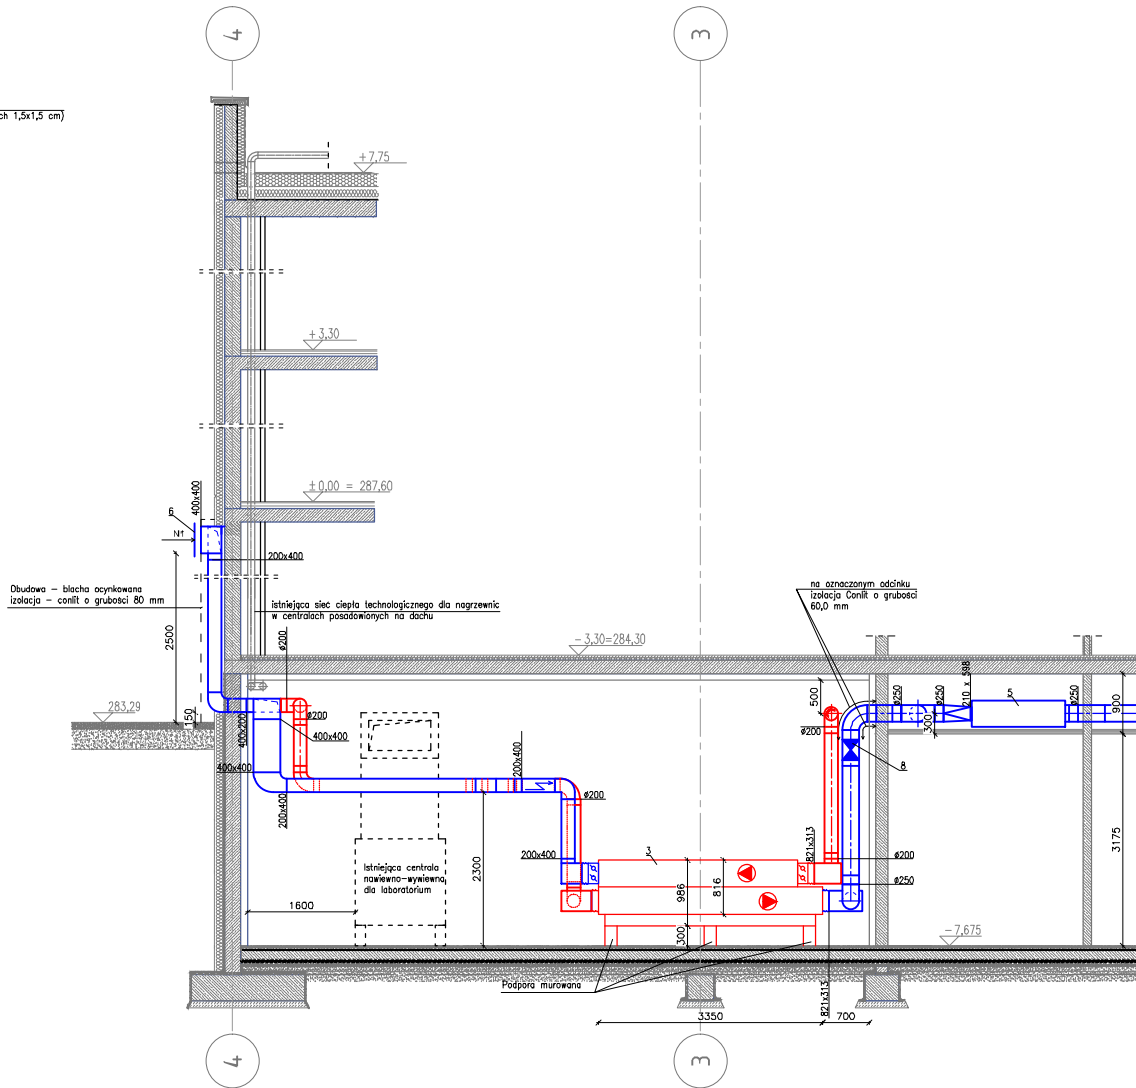 4
3
ch 1,5x1,5 cm)
+7,75
+3,30
±0,00 = 287,60
400x400
6
N1
200x400
Obudowa – blacha ocynkowana
izolacja – conlit o grubości 80 mm
2500
istniejąca sieć ciepła technologicznego dla nagrzewnic
w centralach posadowionych na dachu
ø200
na oznaczonym odcinku
izolacja Conlit o grubości
60,0 mm
-3,30=284,30
283,29
150
400x200
ø200
400x400
400x400
200x400
200x400
ø200
500
ø200
ø250
300
ø250
210 x 598
5
ø250
900
8
200x400
3
821x313
ø200
ø250
3175
Istniejąca centrala
nawiewno-wywiewna
dla laboratorium
2300
986
816
300
1600
-7,675
Podpora murowana
821x313
3350
700
4
3